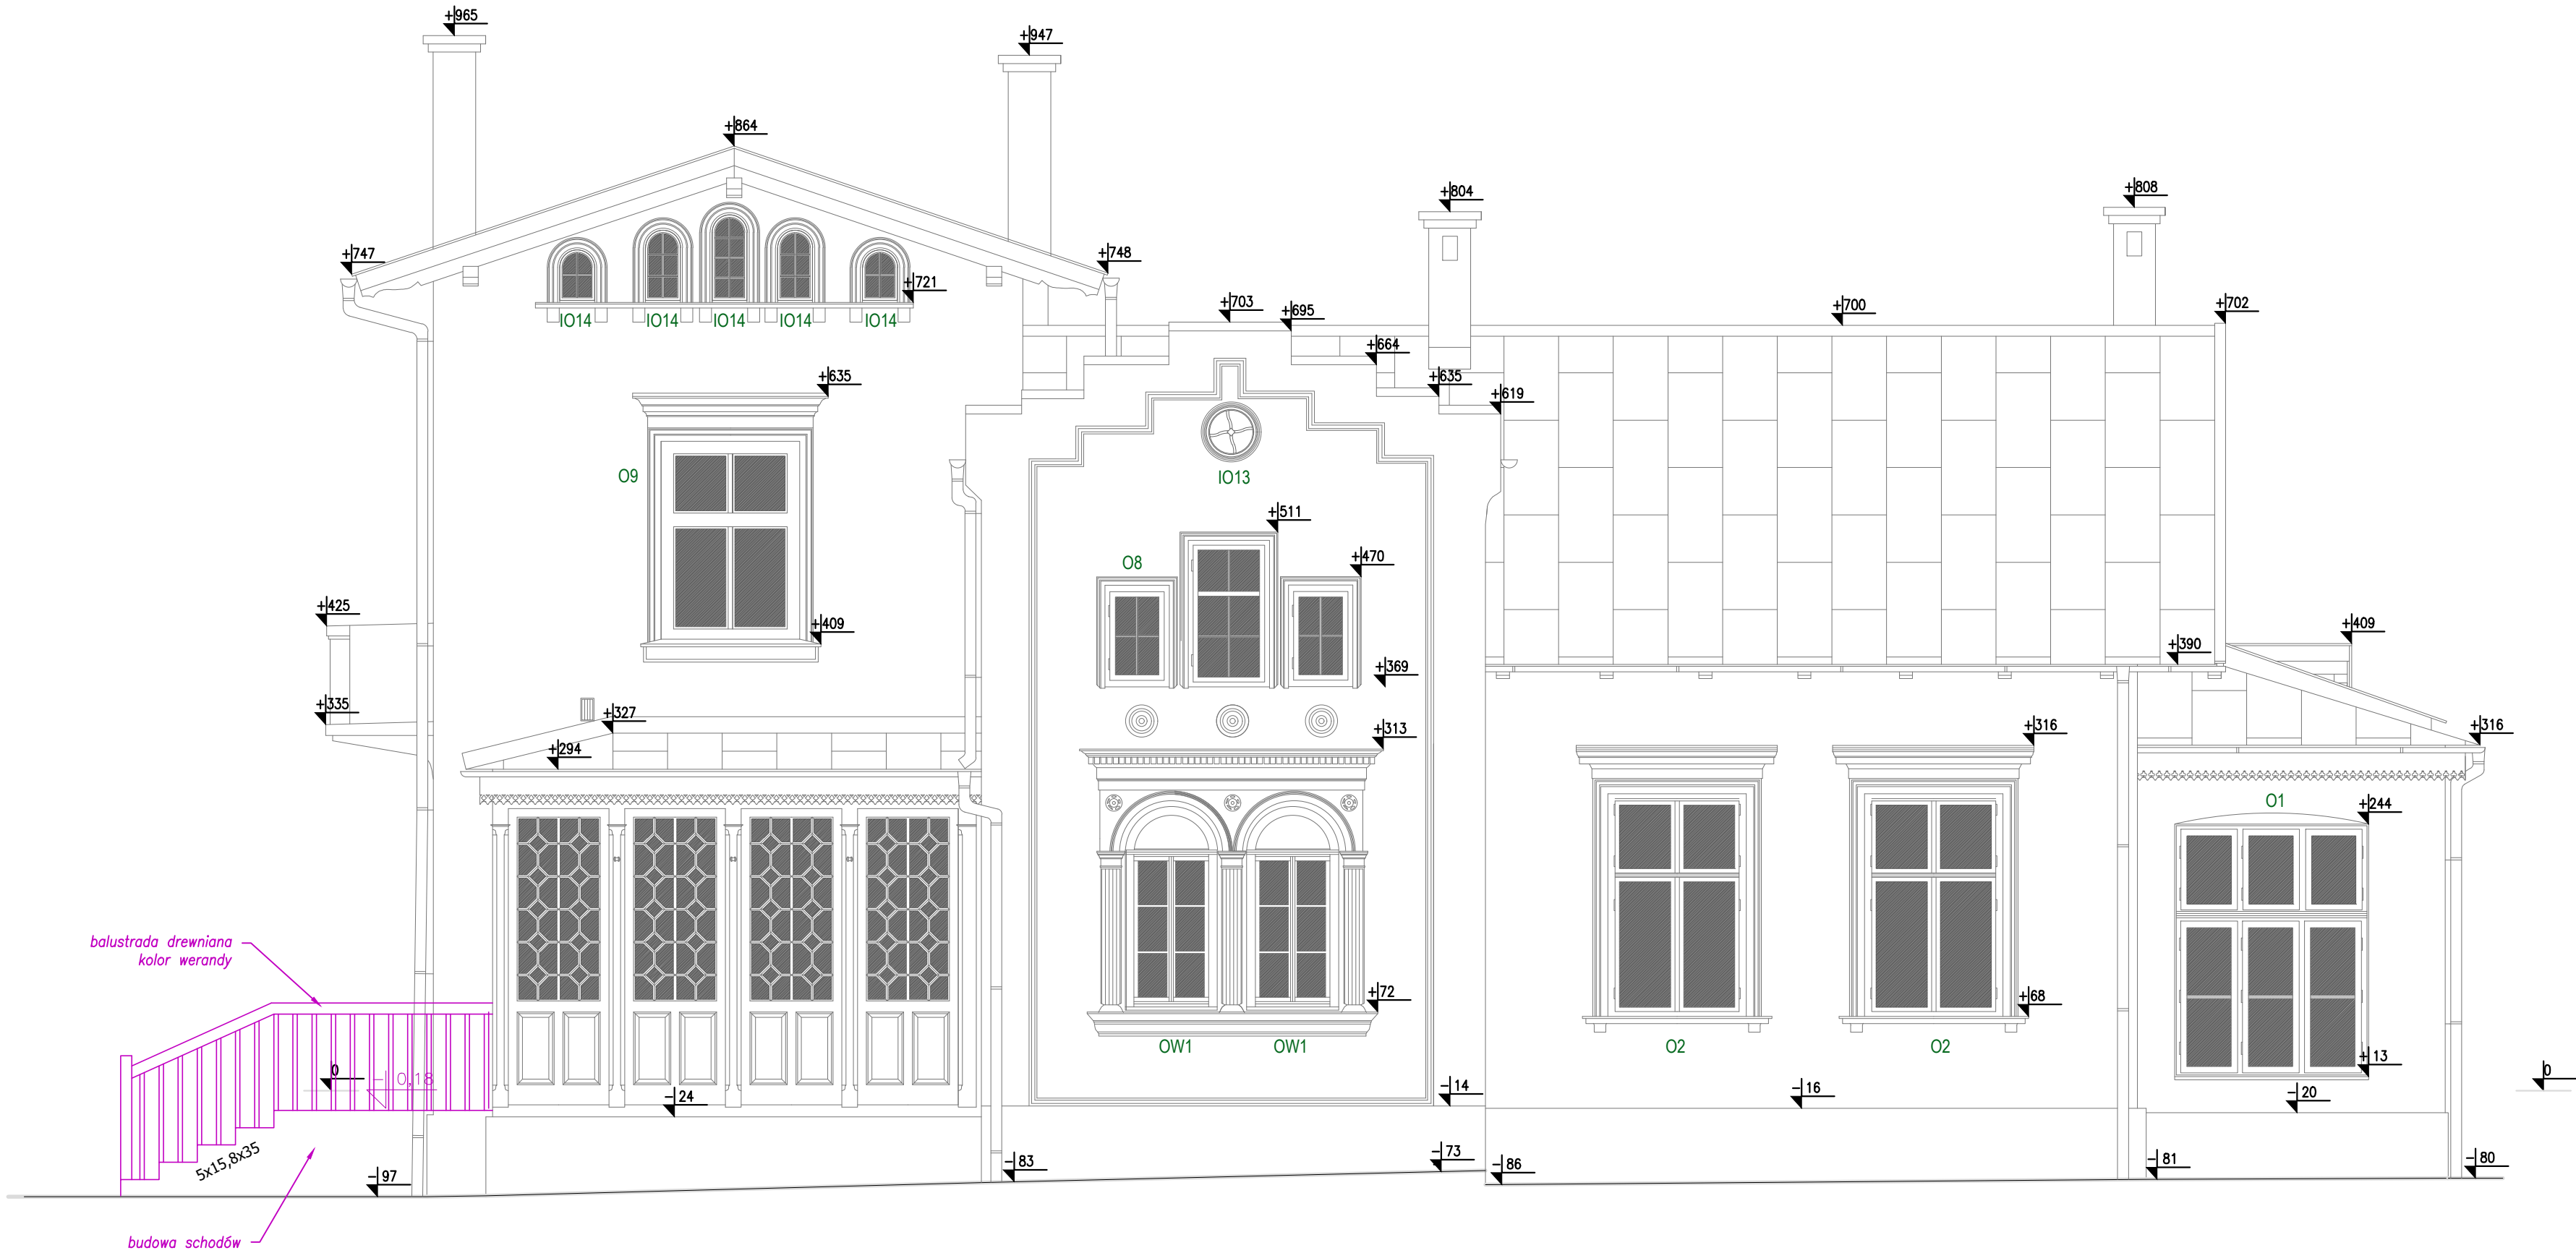 +965
+947
+864
+804
+808
+747
+748
+721
+703
+695
+700
+702
IO14
IO14
IO14
IO14
IO14
+664
+635
+635
+619
O9
IO13
+511
O8
+470
+425
+409
+409
+390
+369
+335
+327
+313
+316
+316
+294
O1
+244
balustrada drewniana
kolor werandy
+72
+68
OW1
OW1
O2
O2
+13
0
- 0,18
0
-24
-14
-16
-20
5x15,8x35
-97
-83
-73
-86
-81
-80
budowa schodów